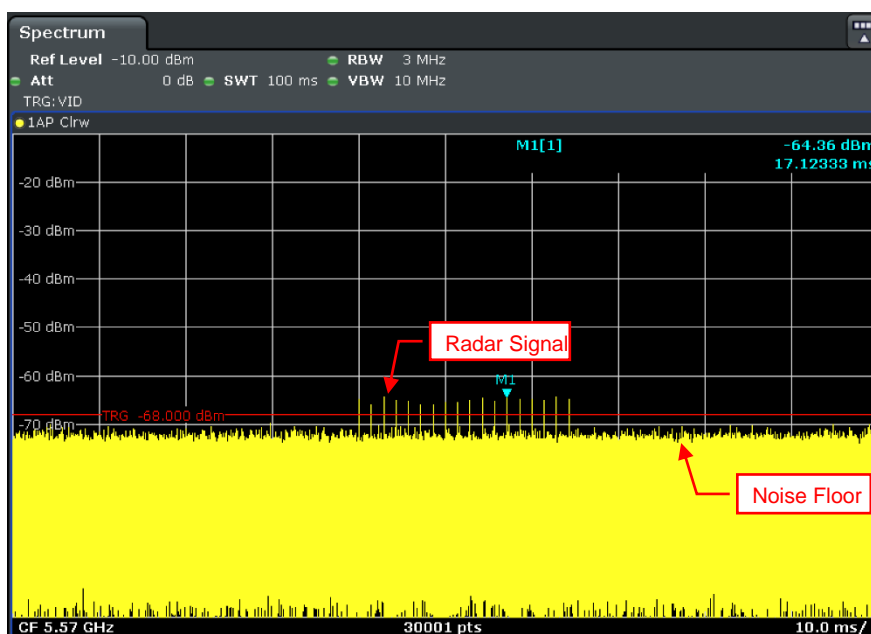 Spectrum
Ref Level -10.00 dBm RBW 3 MHz
Att 0 dB SWT 100 ms VBW 10 MHz
TRG:VID
1AP Clrw
M1[1] -64.36 dBm
17.12333 ms
-20 dBm
-30 dBm
-40 dBm
-50 dBm
Radar Signal
-60 dBm
M1
TRG -68.000 dBm
-70 dBm
Noise Floor
CF 5.57 GHz 30001 pts 10.0 ms/